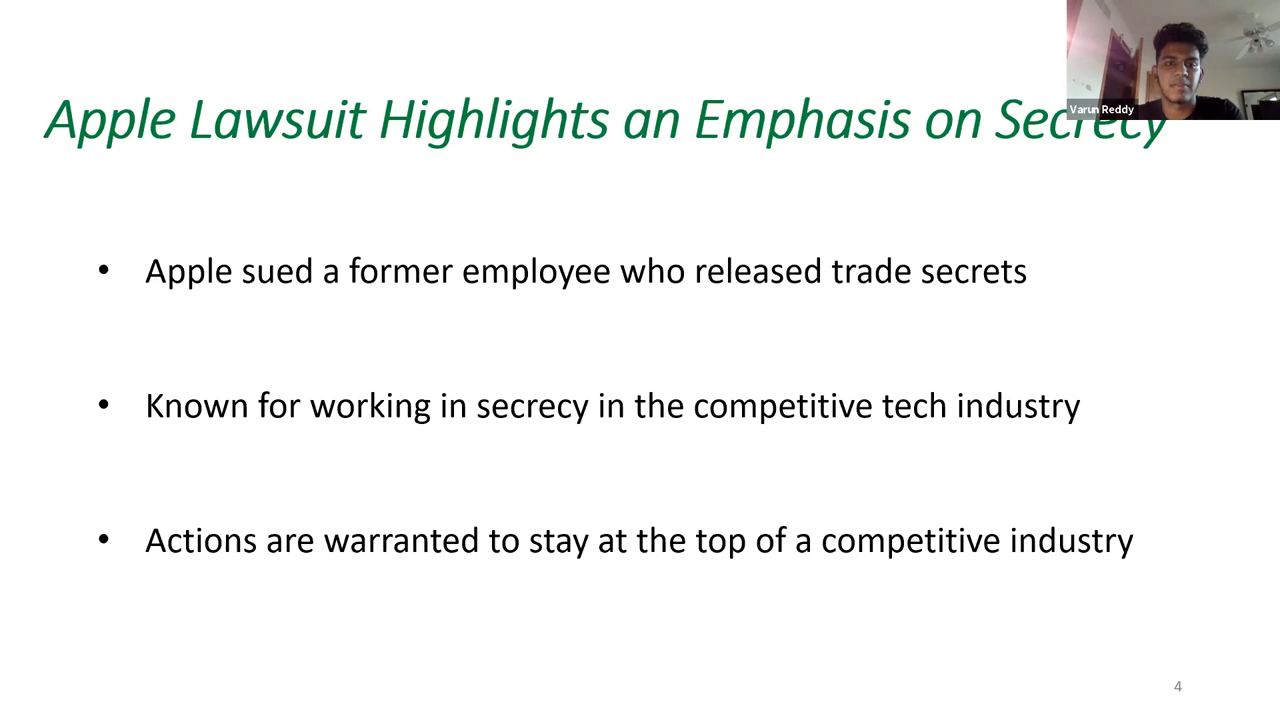 Varun Reddy
Apple Lawsuit Highlights an Emphasis on Secrecy
• Apple sued a former employee who released trade secrets
• Known for working in secrecy in the competitive tech industry
• Actions are warranted to stay at the top of a competitive industry
4